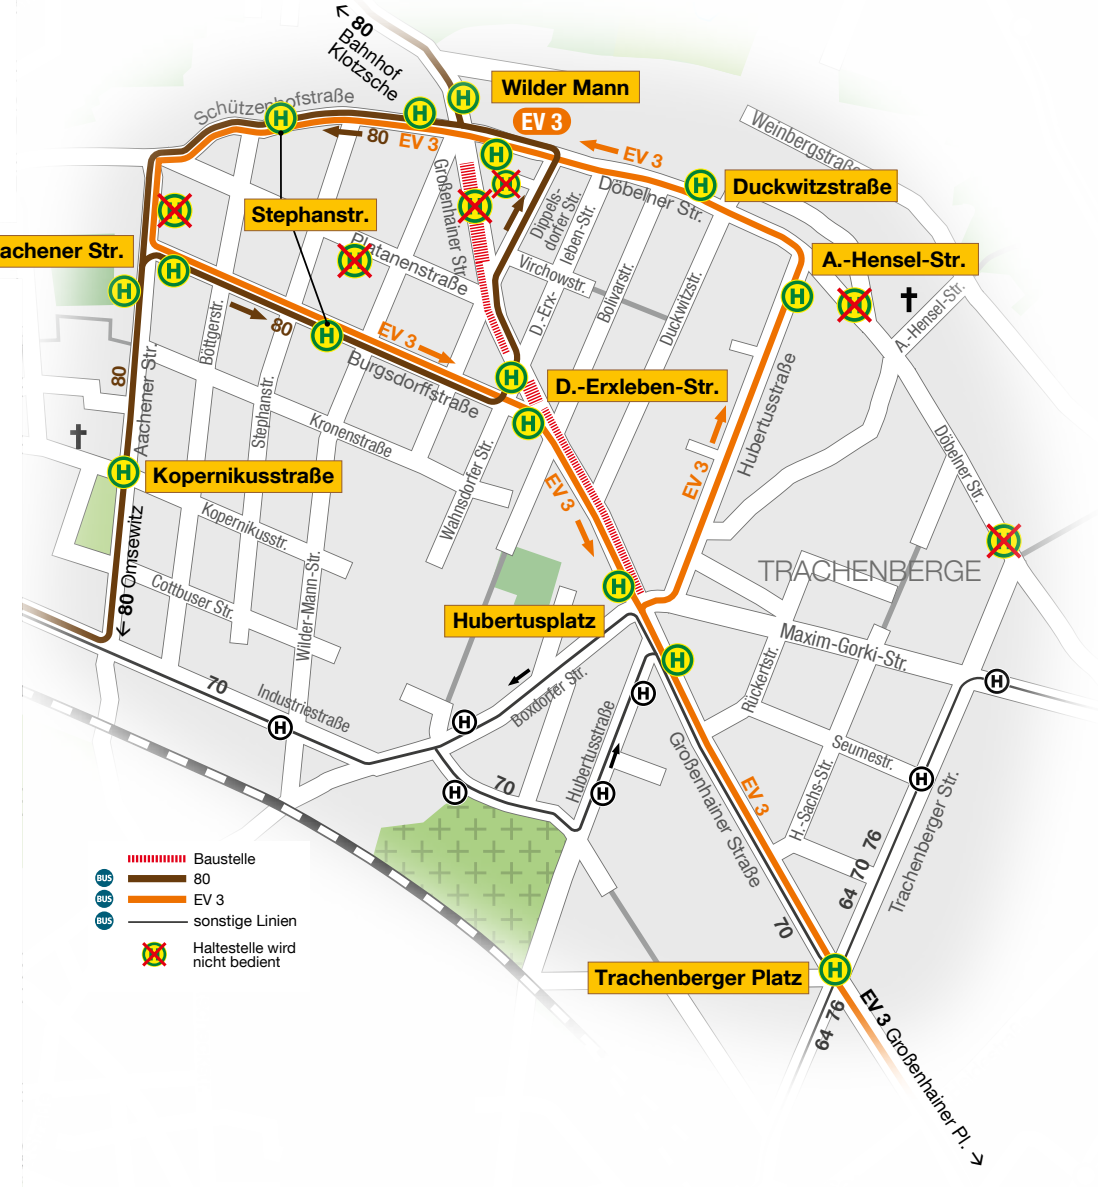 ← 80
Bahnhof
Klotzsche
Wilder Mann
EV 3
Schützenhofstraße
H
H
H
80
EV 3
EV 3
H
Weinbergstraße
Döbelner Str.
H
Duckwitzstraße
Großenhainer Str.
Stephanstr.
Dippels-
dorfer Str.
D.-Erx-
leben-Str.
Platanenstraße
Virchowstr.
Bolivarstr.
Duckwitzstr.
achener Str.
H
H
A.-Hensel-Str.
H
A.-Hensel-Str.
80
H
EV 3
Böttgerstr.
Burgsdorffstraße
80
Aachener Str.
Stephanstr.
Kronenstraße
H
D.-Erxleben-Str.
H
Hubertusstraße
EV 3
H
Kopernikusstraße
Wahnsdorfer Str.
EV 3
Döbelner Str.
Kopernikusstr.
← 80 Omsewitz
Cottbuser Str.
Wilder-Mann-Str.
TRACHENBERGE
H
Hubertusplatz
Maxim-Gorki-Str.
H
70
Industriestraße
H
H
Boxdorfer Str.
H
Rückertstr.
H
Hubertusstraße
Großenhainer Straße
Seumestr.
H
70
H
H
EV 3
H.-Sachs-Str.
Trachenberger Str.
64 70 76
70
Baustelle
BUS 80
BUS EV 3
BUS sonstige Linien
Haltestelle wird
nicht bedient
Trachenberger Platz
H
64 76
EV 3 Großenhainer Pl. →